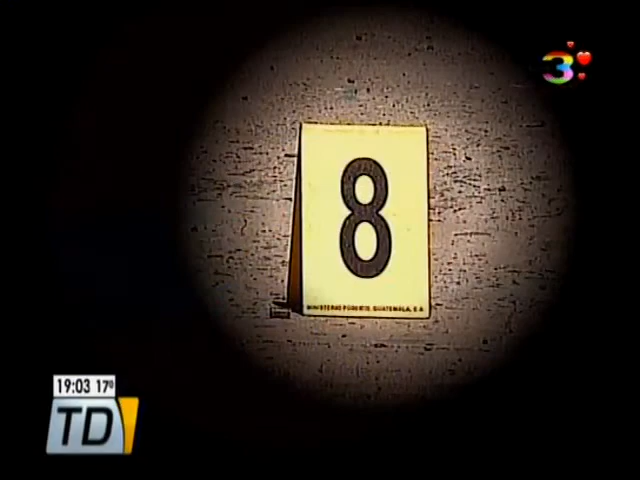 3
8
MINISTERIO PUBLICO, GUATEMALA, C.A.
19:03 17º
TD